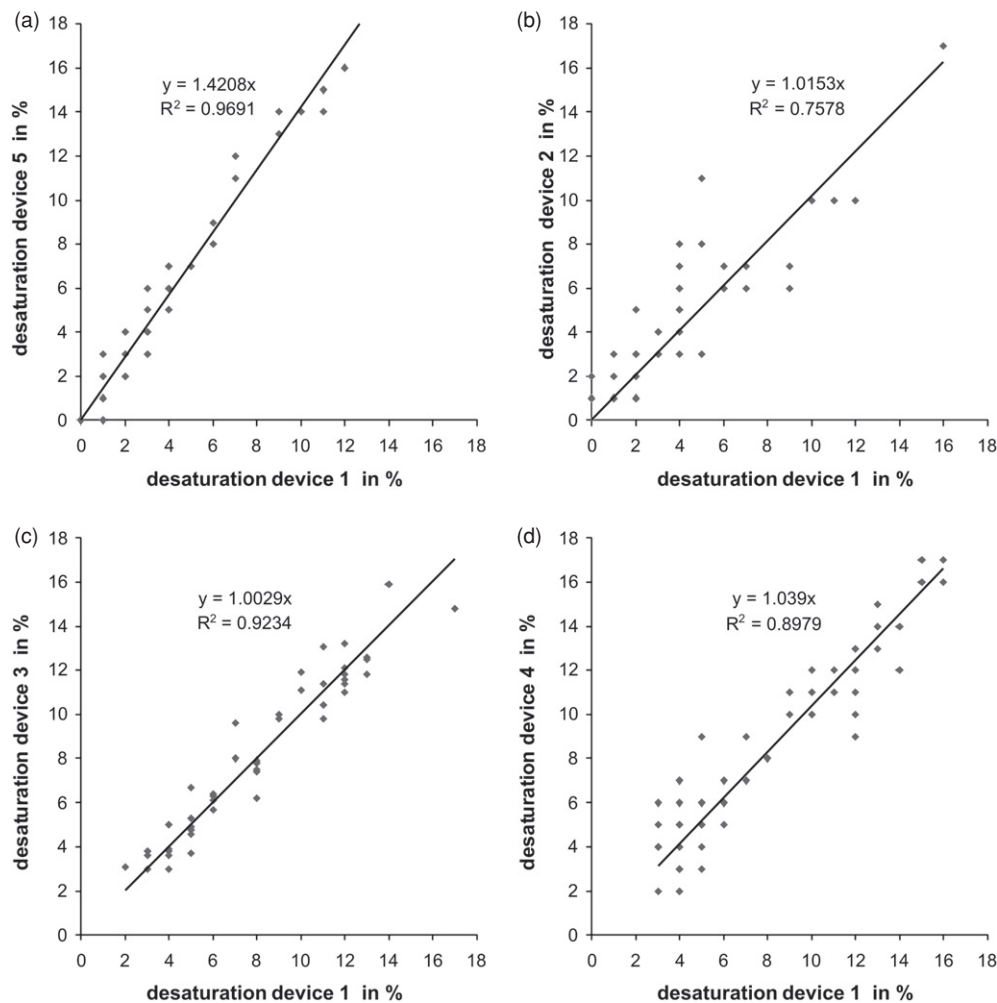 (a)
18
16
14
12
10
8
6
4
2
0
desaturation device 5 in %
y = 1.4208x
R² = 0.9691
0 2 4 6 8 10 12 14 16 18
desaturation device 1 in %
(b)
18
16
14
12
10
8
6
4
2
0
desaturation device 2 in %
y = 1.0153x
R² = 0.7578
0 2 4 6 8 10 12 14 16 18
desaturation device 1 in %
(c)
18
16
14
12
10
8
6
4
2
0
desaturation device 3 in %
y = 1.0029x
R² = 0.9234
0 2 4 6 8 10 12 14 16 18
desaturation device 1 in %
(d)
18
16
14
12
10
8
6
4
2
0
desaturation device 4 in %
y = 1.039x
R² = 0.8979
0 2 4 6 8 10 12 14 16 18
desaturation device 1 in %